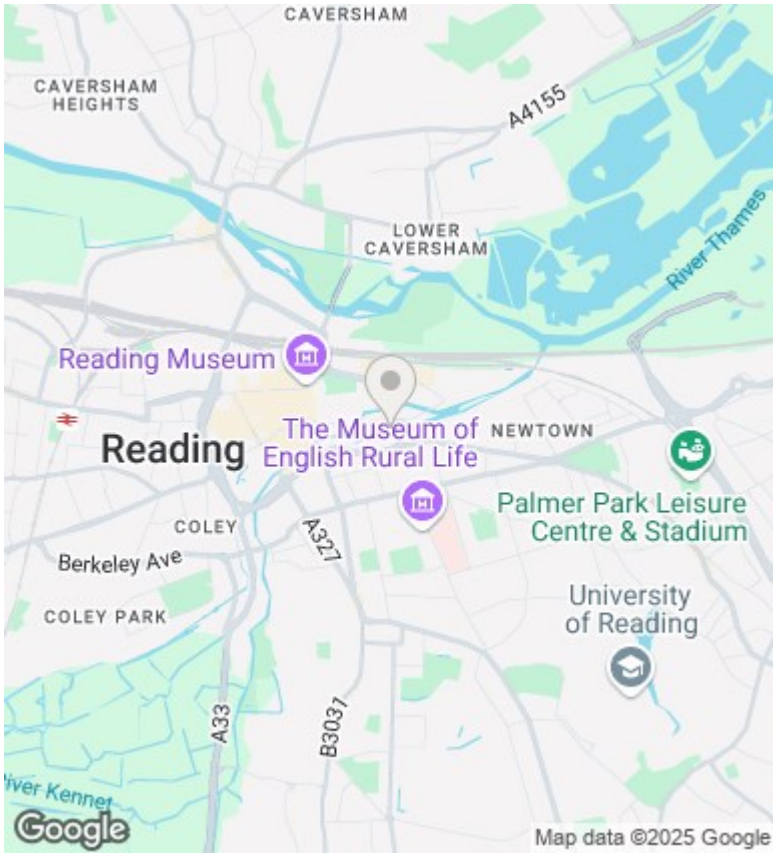 CAVERSHAM
CAVERSHAM
HEIGHTS
A4155
LOWER
CAVERSHAM
River Thames
Reading Museum
The Museum of
English Rural Life
NEWTOWN
Reading
Palmer Park Leisure
Centre & Stadium
COLEY
A327
Berkeley Ave
University
of Reading
COLEY PARK
A33
B3031
River Kennet
Google
Map data ©2025 Google